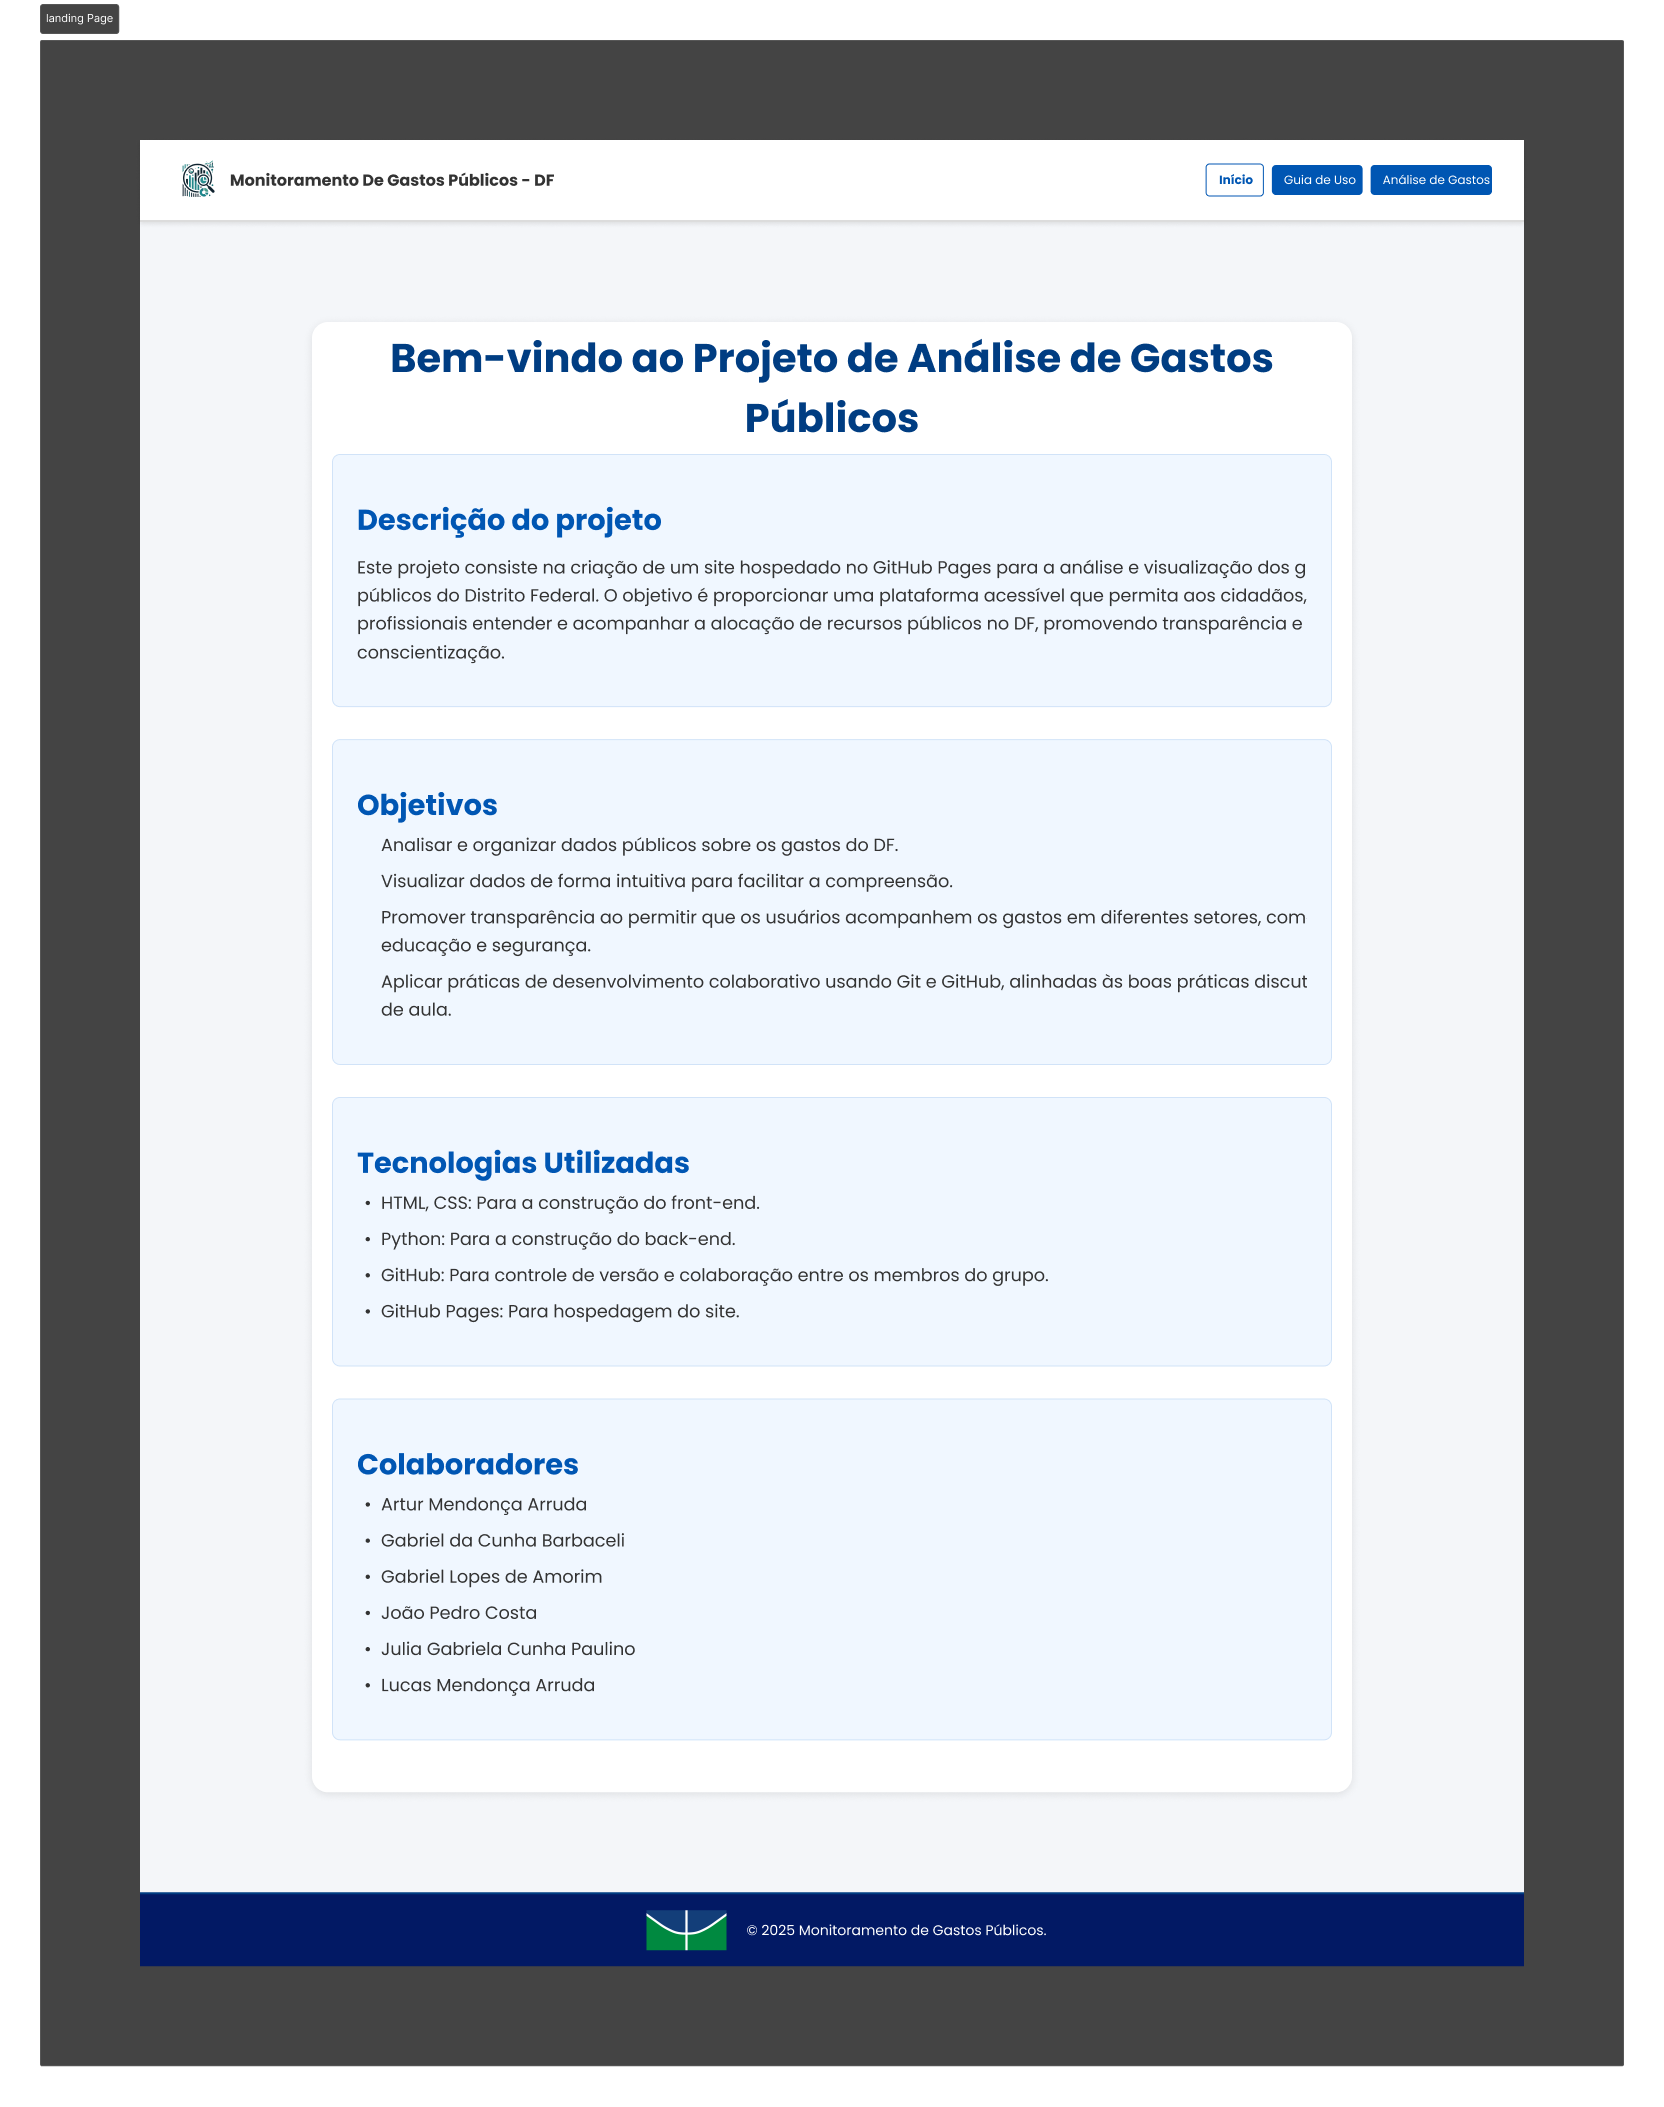 landing Page
Monitoramento De Gastos Públicos - DF
Início
Guia de Uso
Análise de Gastos
Bem-vindo ao Projeto de Análise de Gastos
Públicos
Descrição do projeto
Este projeto consiste na criação de um site hospedado no GitHub Pages para a análise e visualização dos g
públicos do Distrito Federal. O objetivo é proporcionar uma plataforma acessível que permita aos cidadãos,
profissionais entender e acompanhar a alocação de recursos públicos no DF, promovendo transparência e
conscientização.
Objetivos
Analisar e organizar dados públicos sobre os gastos do DF.
Visualizar dados de forma intuitiva para facilitar a compreensão.
Promover transparência ao permitir que os usuários acompanhem os gastos em diferentes setores, com
educação e segurança.
Aplicar práticas de desenvolvimento colaborativo usando Git e GitHub, alinhadas às boas práticas discut
de aula.
Tecnologias Utilizadas
• HTML, CSS: Para a construção do front-end.
• Python: Para a construção do back-end.
• GitHub: Para controle de versão e colaboração entre os membros do grupo.
• GitHub Pages: Para hospedagem do site.
Colaboradores
• Artur Mendonça Arruda
• Gabriel da Cunha Barbaceli
• Gabriel Lopes de Amorim
• João Pedro Costa
• Julia Gabriela Cunha Paulino
• Lucas Mendonça Arruda
© 2025 Monitoramento de Gastos Públicos.